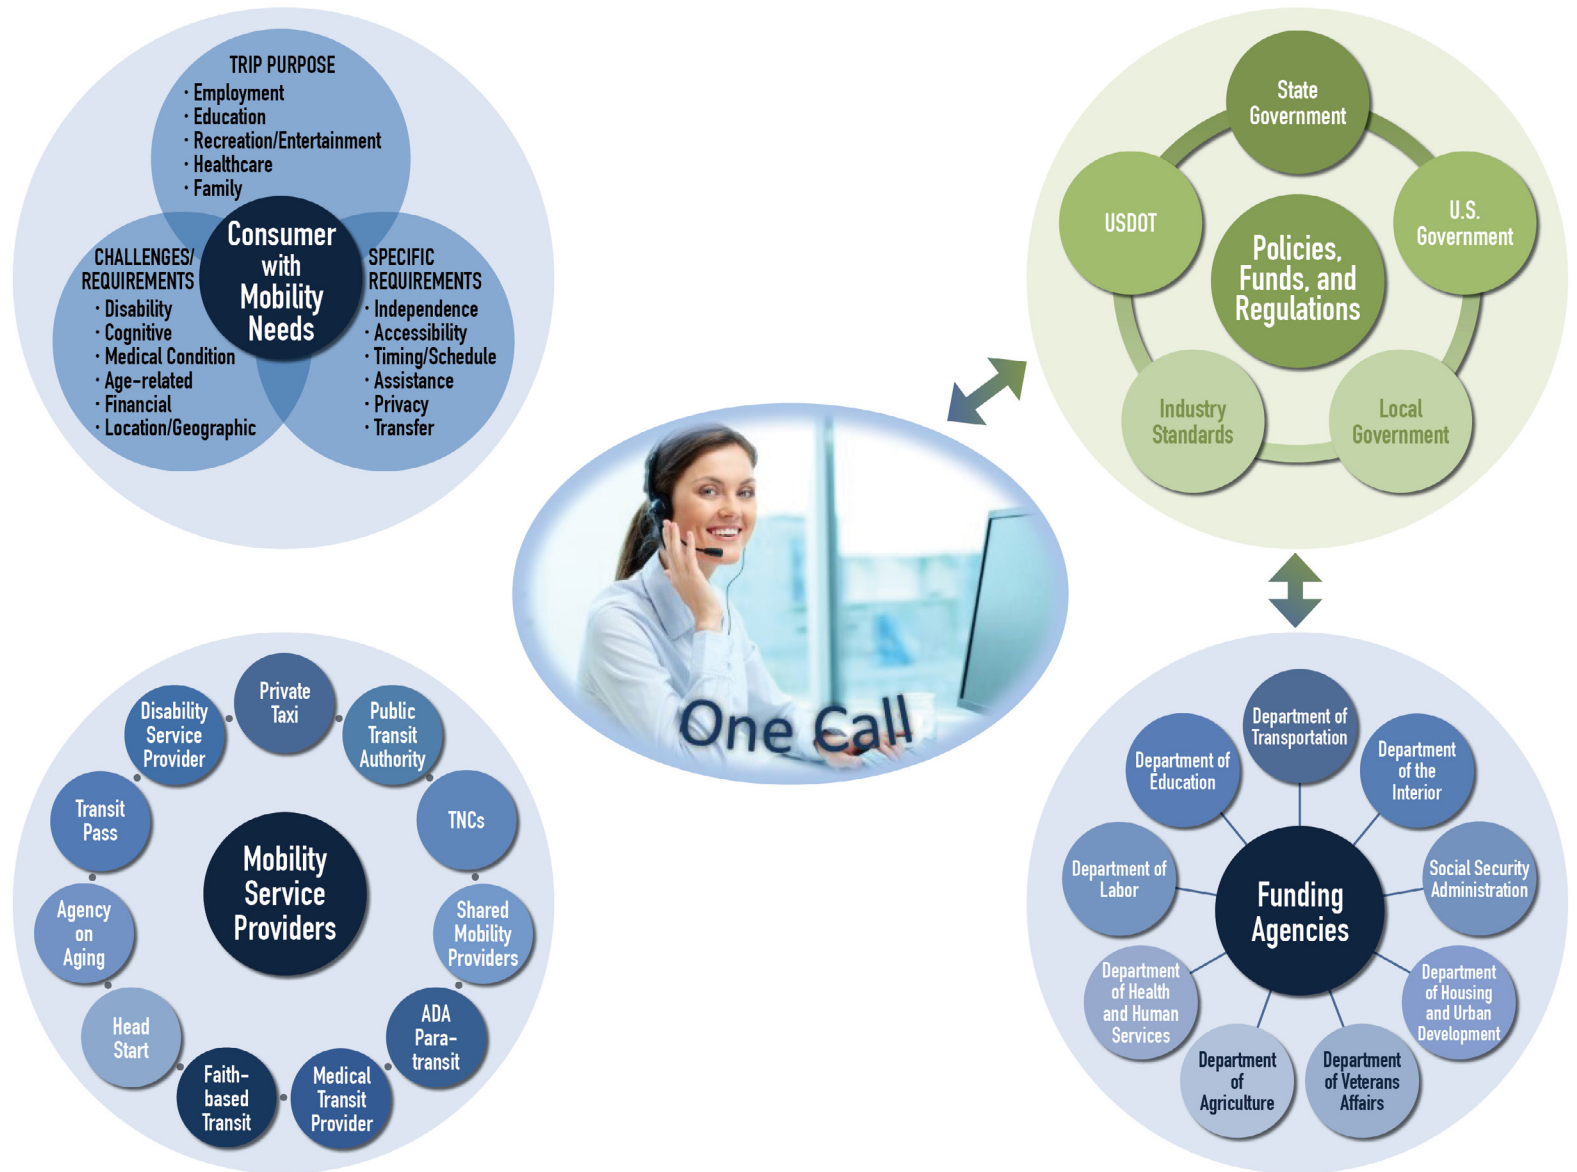 TRIP PURPOSE
· Employment
· Education
· Recreation/Entertainment
· Healthcare
· Family
CHALLENGES/
REQUIREMENTS
· Disability
· Cognitive
· Medical Condition
· Age-related
· Financial
· Location/Geographic
Consumer
with
Mobility
Needs
SPECIFIC
REQUIREMENTS
· Independence
· Accessibility
· Timing/Schedule
· Assistance
· Privacy
· Transfer
State
Government
USDOT
U.S.
Government
Policies,
Funds, and
Regulations
Industry
Standards
Local
Government
One Call
Private
Taxi
Disability
Service
Provider
Public
Transit
Authority
Transit
Pass
TNCs
Mobility
Service
Providers
Agency
on
Aging
Shared
Mobility
Providers
Head
Start
ADA
Para-
transit
Faith-
based
Transit
Medical
Transit
Provider
Department of
Transportation
Department of
Education
Department
of the
Interior
Department of
Labor
Social Security
Administration
Funding
Agencies
Department
of Health
and Human
Services
Department
of Housing
and Urban
Development
Department
of
Agriculture
Department
of Veterans
Affairs